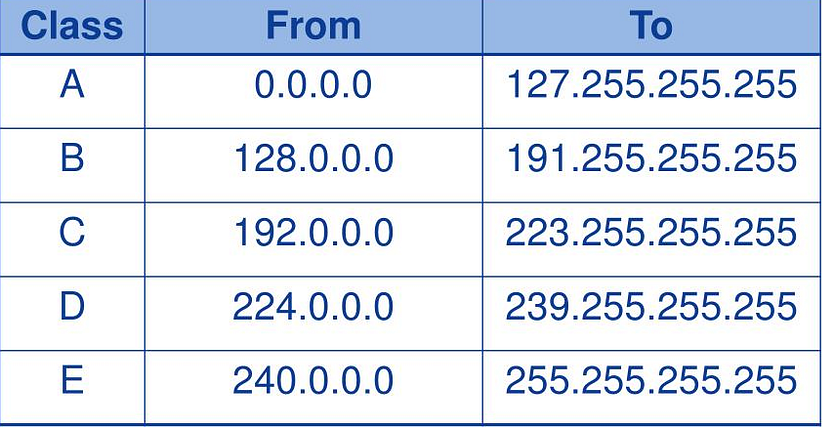 Class From To
A 0.0.0.0 127.255.255.255
B 128.0.0.0 191.255.255.255
C 192.0.0.0 223.255.255.255
D 224.0.0.0 239.255.255.255
E 240.0.0.0 255.255.255.255